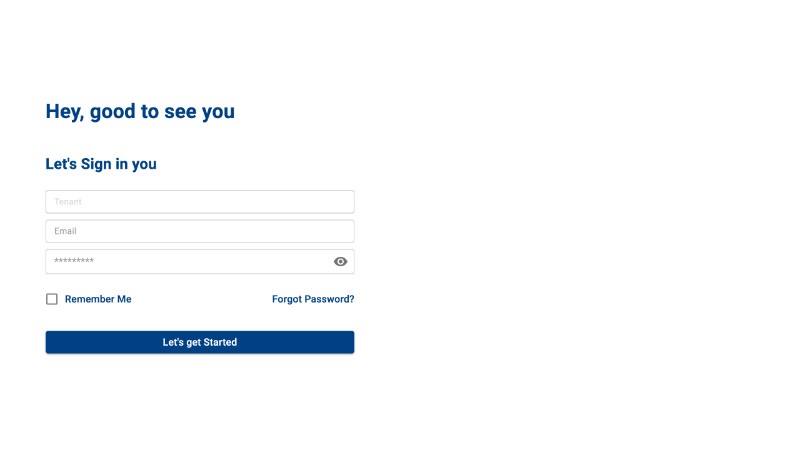 Hey, good to see you
Let's Sign in you
Tenant
Email
*********
Remember Me
Forgot Password?
Let's get Started